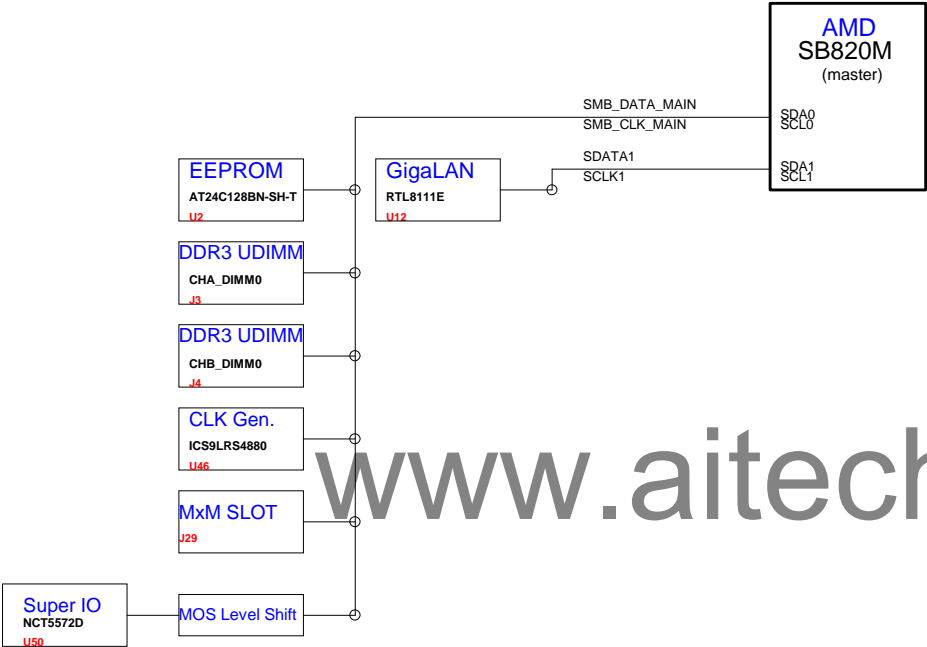 AMD
SB820M
(master)
SMB_DATA_MAIN
SDA0
SMB_CLK_MAIN
SCL0
SDATA1
SDA1
SCLK1
SCL1
EEPROM
AT24C128BN-SH-T
U2
GigaLAN
RTL8111E
U12
DDR3 UDIMM
CHA_DIMM0
J3
DDR3 UDIMM
CHB_DIMM0
J4
CLK Gen.
ICS9LRS4880
U46
www.aitech
MxM SLOT
J29
Super IO
NCT5572D
U50
MOS Level Shift